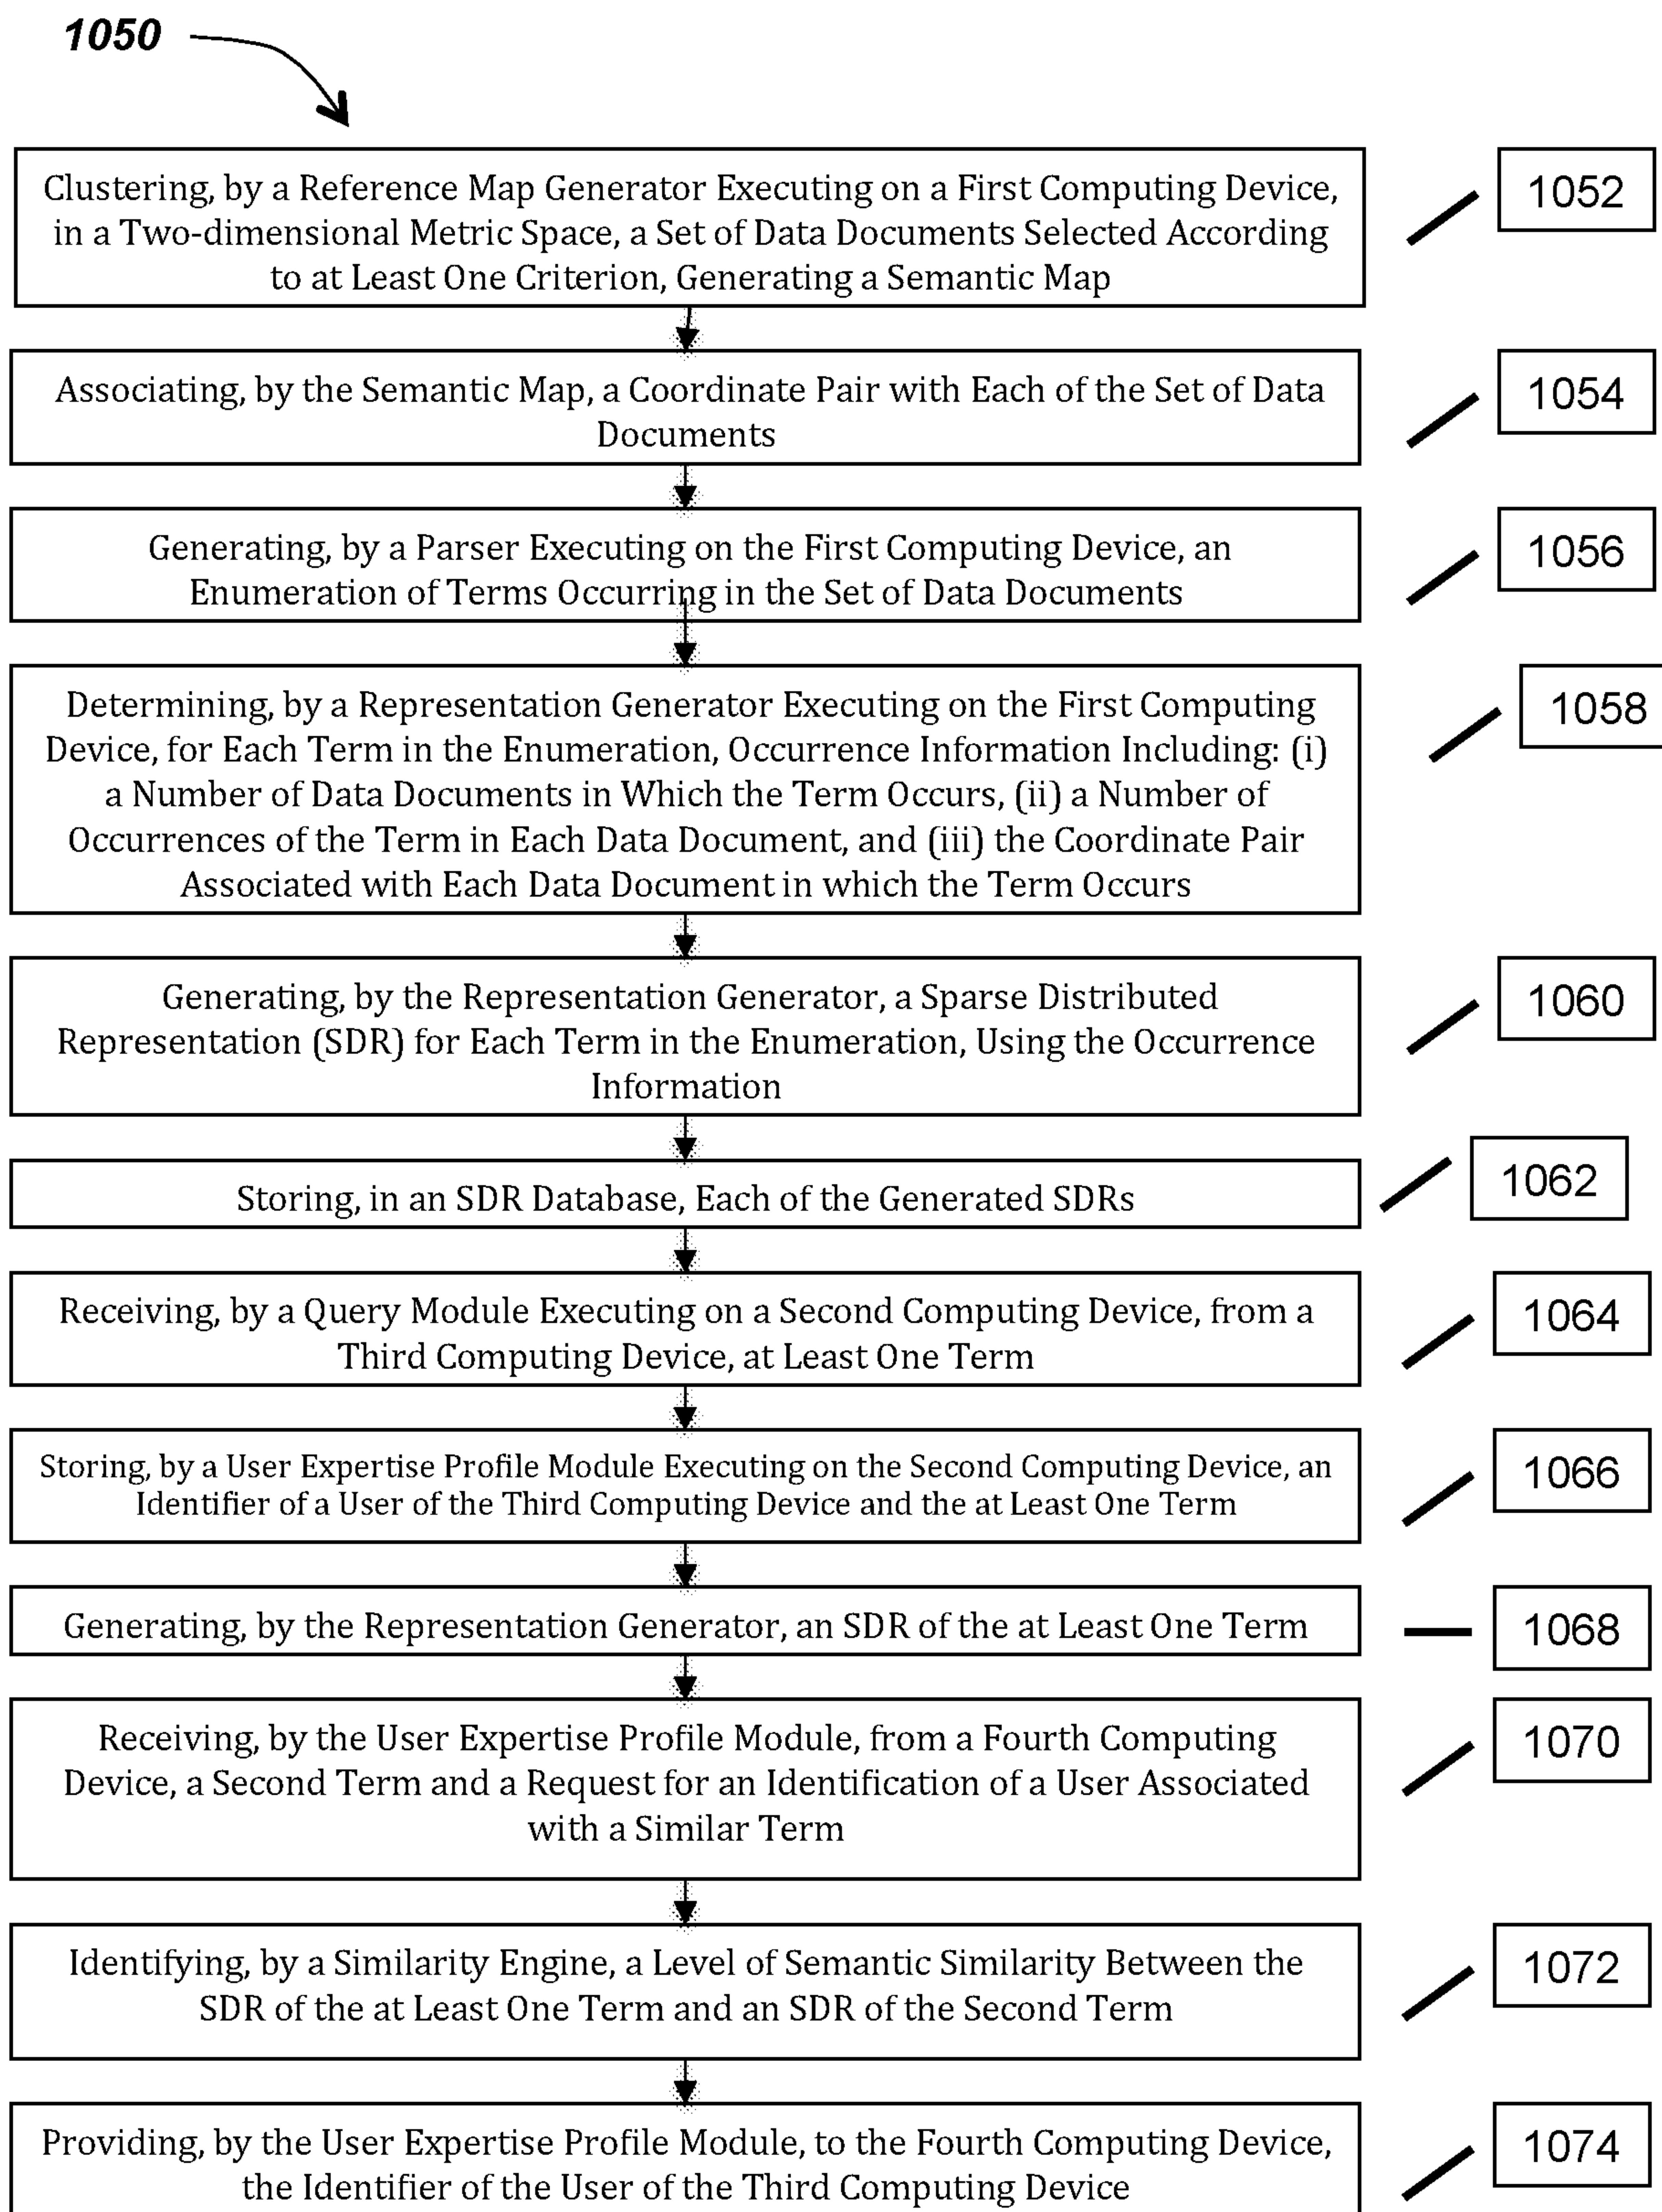 1050
Clustering, by a Reference Map Generator Executing on a First Computing Device,
in a Two-dimensional Metric Space, a Set of Data Documents Selected According
to at Least One Criterion, Generating a Semantic Map
1052
Associating, by the Semantic Map, a Coordinate Pair with Each of the Set of Data
Documents
1054
Generating, by a Parser Executing on the First Computing Device, an
Enumeration of Terms Occurring in the Set of Data Documents
1056
Determining, by a Representation Generator Executing on the First Computing
Device, for Each Term in the Enumeration, Occurrence Information Including: (i)
a Number of Data Documents in Which the Term Occurs, (ii) a Number of
Occurrences of the Term in Each Data Document, and (iii) the Coordinate Pair
Associated with Each Data Document in which the Term Occurs
1058
Generating, by the Representation Generator, a Sparse Distributed
Representation (SDR) for Each Term in the Enumeration, Using the Occurrence
Information
1060
Storing, in an SDR Database, Each of the Generated SDRs
1062
Receiving, by a Query Module Executing on a Second Computing Device, from a
Third Computing Device, at Least One Term
1064
Storing, by a User Expertise Profile Module Executing on the Second Computing Device, an
Identifier of a User of the Third Computing Device and the at Least One Term
1066
Generating, by the Representation Generator, an SDR of the at Least One Term
1068
Receiving, by the User Expertise Profile Module, from a Fourth Computing
Device, a Second Term and a Request for an Identification of a User Associated
with a Similar Term
1070
Identifying, by a Similarity Engine, a Level of Semantic Similarity Between the
SDR of the at Least One Term and an SDR of the Second Term
1072
Providing, by the User Expertise Profile Module, to the Fourth Computing Device,
the Identifier of the User of the Third Computing Device
1074